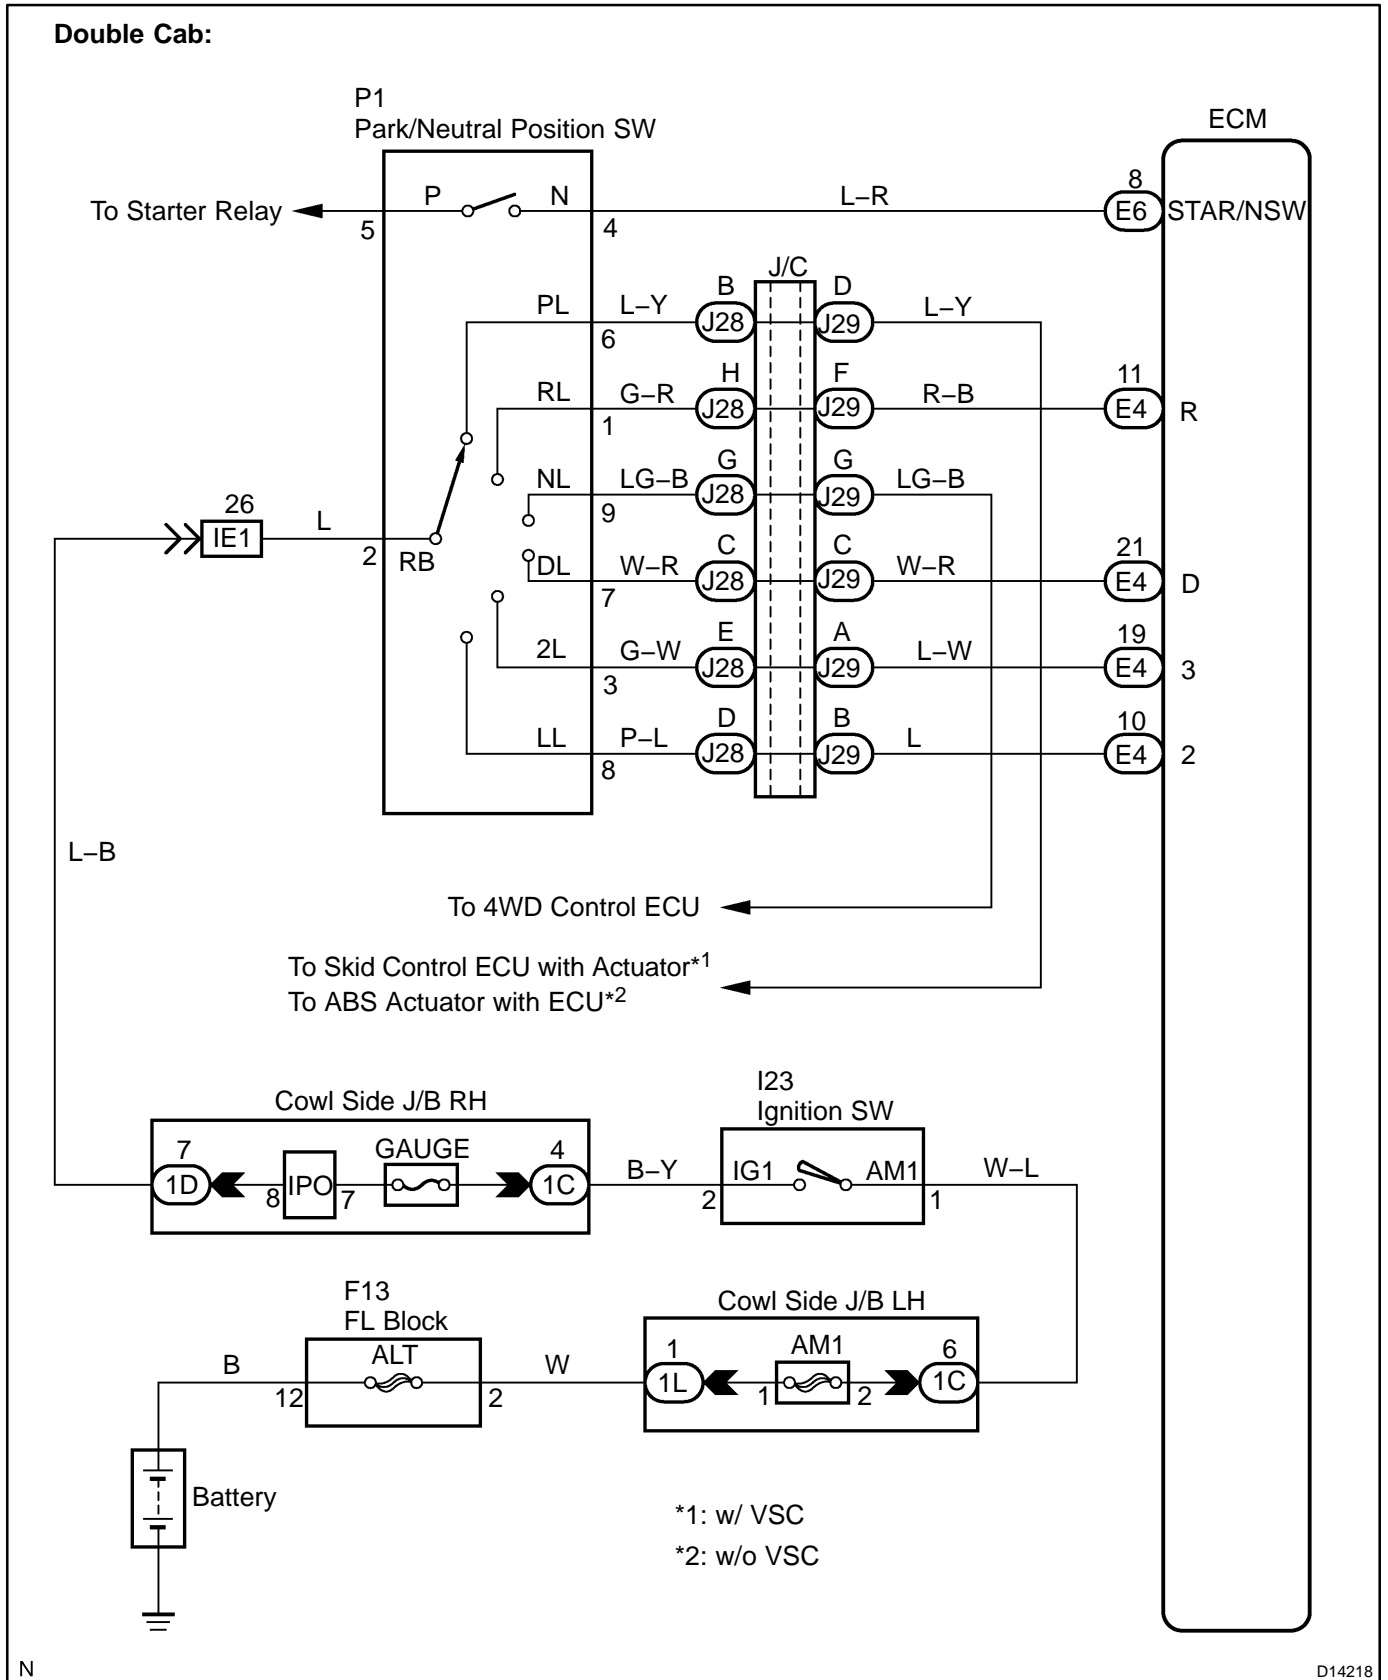 Double Cab:
P1
Park/Neutral Position SW
ECM
To Starter Relay
5
P
N
4
L–R
8
E6
STAR/NSW
J/C
PL
6
L–Y
B
J28
D
J29
L–Y
RL
1
G–R
H
J28
F
J29
R–B
11
E4
R
NL
9
LG–B
G
J28
G
J29
LG–B
26
IE1
L
2
RB
DL
7
W–R
C
J28
C
J29
W–R
21
E4
D
2L
3
G–W
E
J28
A
J29
L–W
19
E4
3
LL
8
P–L
D
J28
B
J29
L
10
E4
2
L–B
To 4WD Control ECU
To Skid Control ECU with Actuator*1
To ABS Actuator with ECU*2
Cowl Side J/B RH
7
1D
8
IPO
7
GAUGE
4
1C
B–Y
I23
Ignition SW
2
IG1
AM1
1
W–L
F13
FL Block
B
12
ALT
2
W
Cowl Side J/B LH
1
1L
1
AM1
2
6
1C
Battery
*1: w/ VSC
*2: w/o VSC
N
D14218